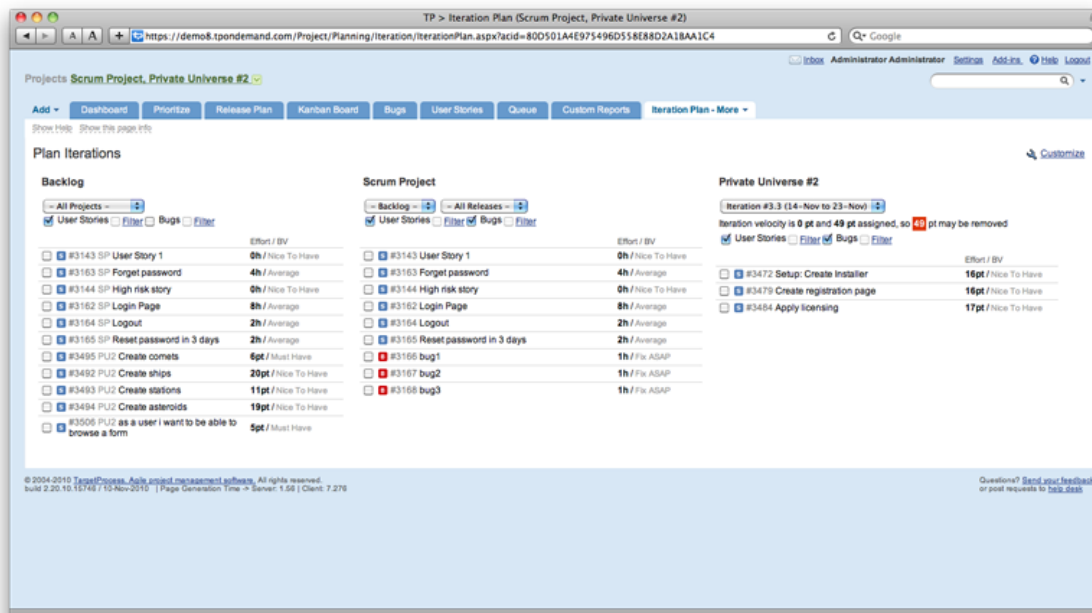 TP > Iteration Plan (Scrum Project, Private Universe #2)
A A + https://demo8.tpondemand.com/Project/Planning/Iteration/IterationPlan.aspx?acid=80D501A4E975496D558E88D2A1BAA1C4 Google
Inbox Administrator Administrator Settings Add-ins Help Logout
Projects Scrum Project, Private Universe #2
Add Dashboard Prioritize Release Plan Kanban Board Bugs User Stories Queue Custom Reports Iteration Plan - More
Show Help Show this page info
Plan Iterations
Customize
Backlog
- All Projects -
User Stories Filter Bugs Filter
Effort / BV
#3143 SP User Story 1 0h / Nice To Have
#3163 SP Forget password 4h / Average
#3144 SP High risk story 0h / Nice To Have
#3162 SP Login Page 8h / Average
#3164 SP Logout 2h / Average
#3165 SP Reset password in 3 days 2h / Average
#3495 PU2 Create comets 6pt / Must Have
#3492 PU2 Create ships 20pt / Nice To Have
#3493 PU2 Create stations 11pt / Nice To Have
#3494 PU2 Create asteroids 19pt / Nice To Have
#3506 PU2 as a user i want to be able to
browse a form 5pt / Must Have
Scrum Project
- Backlog - - All Releases -
User Stories Filter Bugs Filter
Effort / BV
#3143 User Story 1 0h / Nice To Have
#3163 Forget password 4h / Average
#3144 High risk story 0h / Nice To Have
#3162 Login Page 8h / Average
#3164 Logout 2h / Average
#3165 Reset password in 3 days 2h / Average
#3166 bug1 1h / Fix ASAP
#3167 bug2 1h / Fix ASAP
#3168 bug3 1h / Fix ASAP
Private Universe #2
Iteration #3.3 (14-Nov to 23-Nov)
Iteration velocity is 0 pt and 49 pt assigned, so 49 pt may be removed
User Stories Filter Bugs Filter
Effort / BV
#3472 Setup: Create Installer 16pt / Nice To Have
#3479 Create registration page 16pt / Nice To Have
#3484 Apply licensing 17pt / Nice To Have
© 2004-2010 TargetProcess. Agile project management software. All rights reserved.
build 2.20.10.15746 / 10-Nov-2010 | Page Generation Time -> Server: 1.56 | Client: 7.276
Questions? Send your feedback
or post requests to help desk